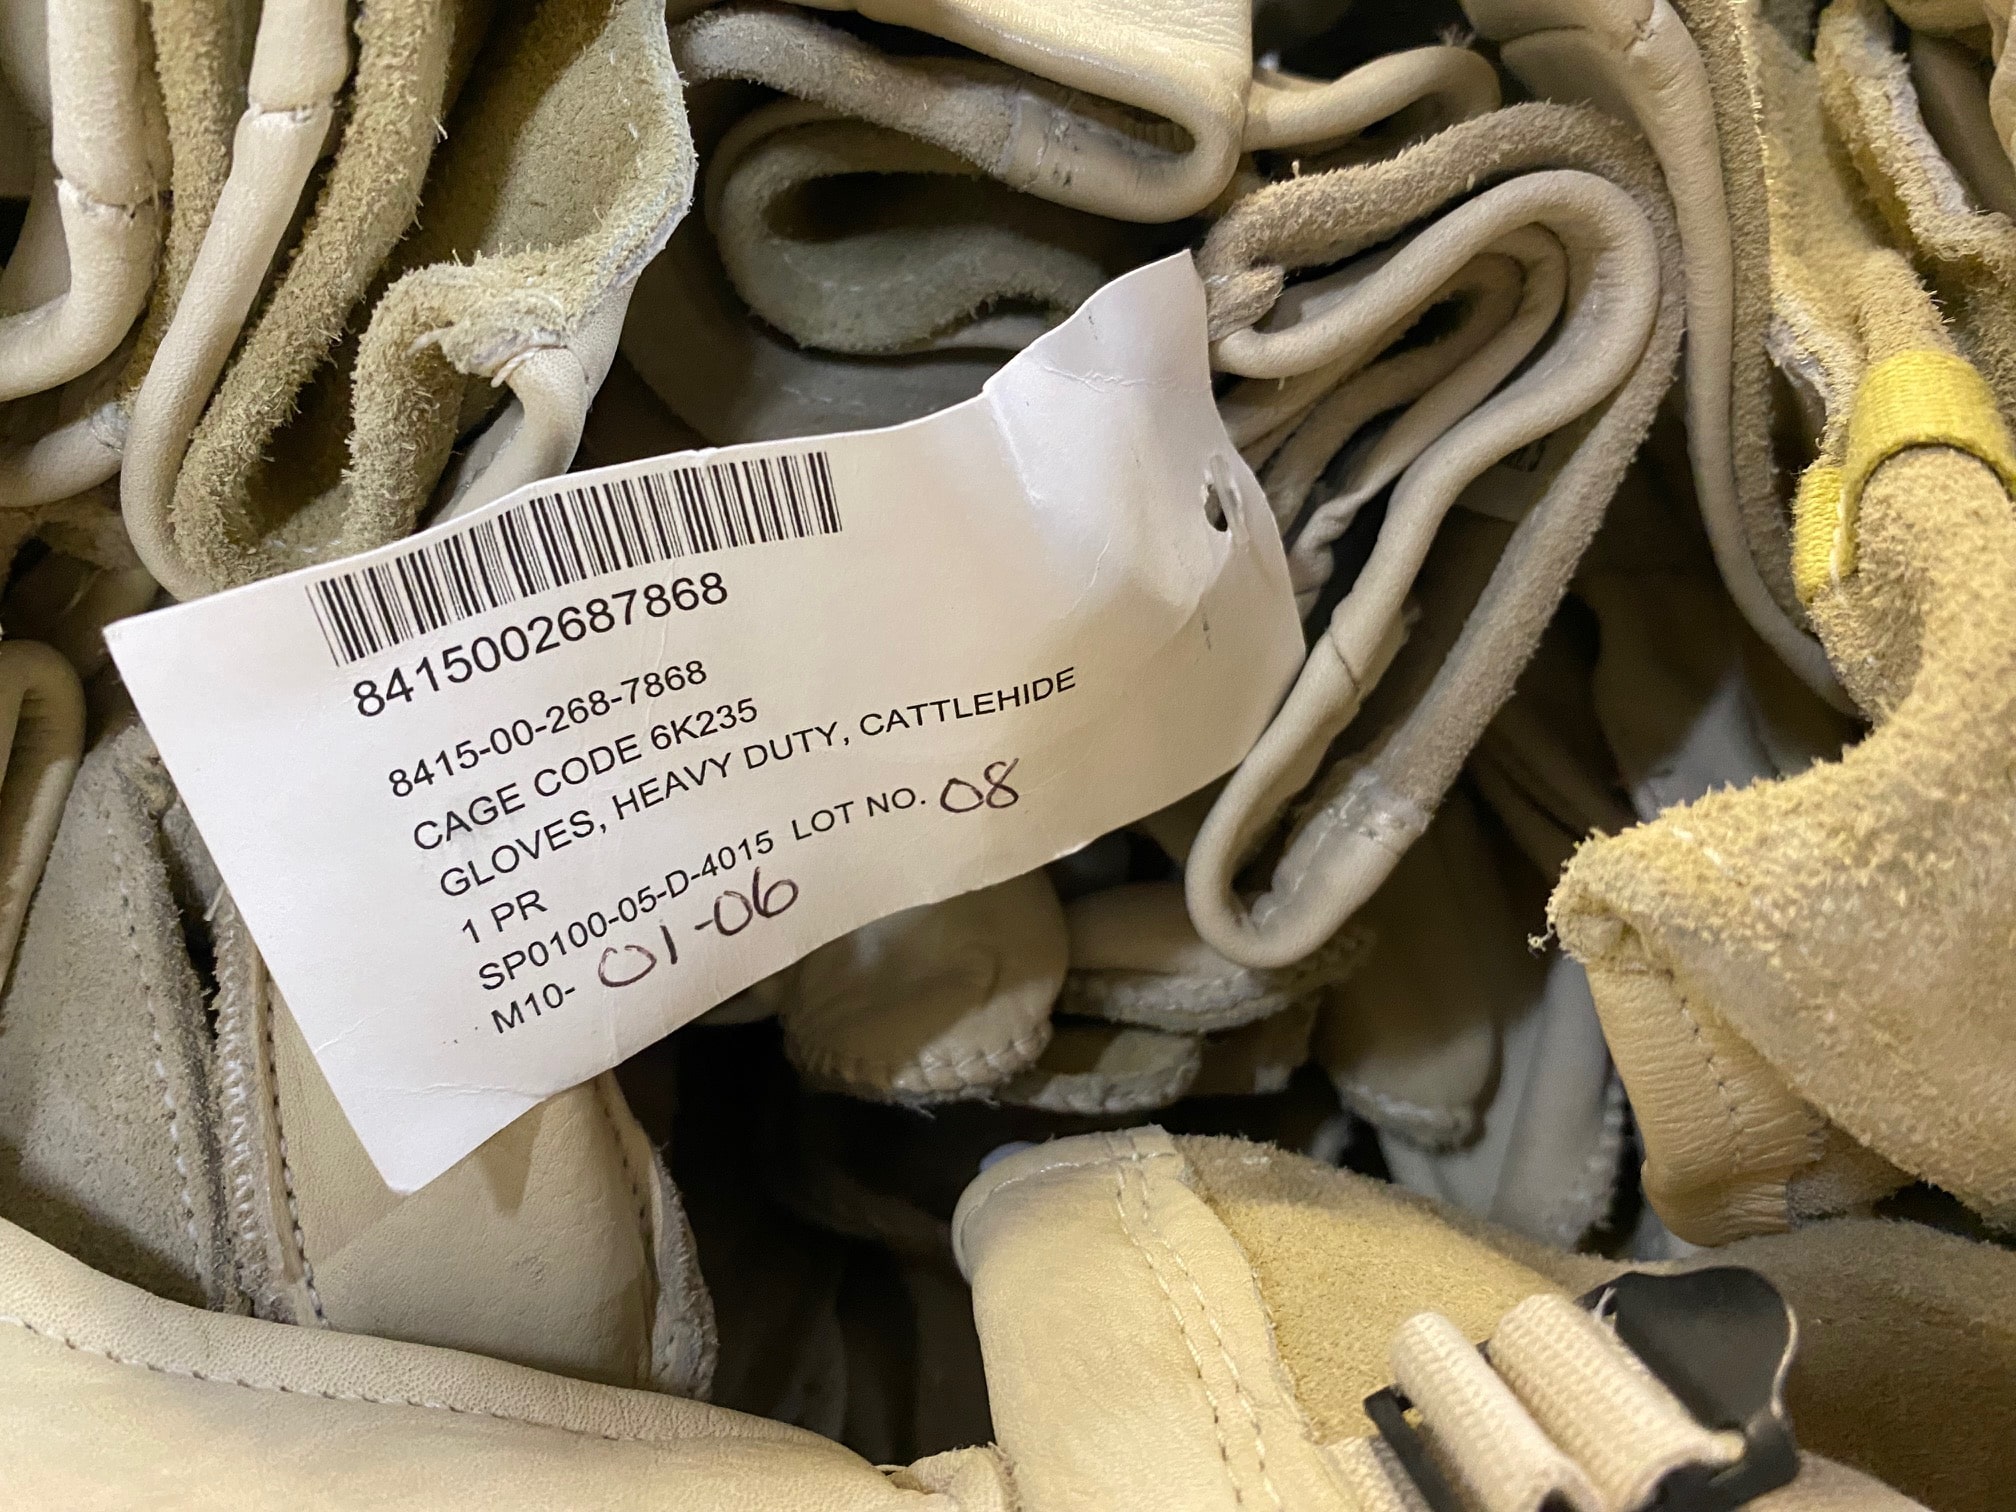 8415002687868
8415-00-268-7868
CAGE CODE 6K235
GLOVES, HEAVY DUTY, CATTLEHIDE
1 PR
SP0100-05-D-4015 LOT NO. 08
M10- 01-06